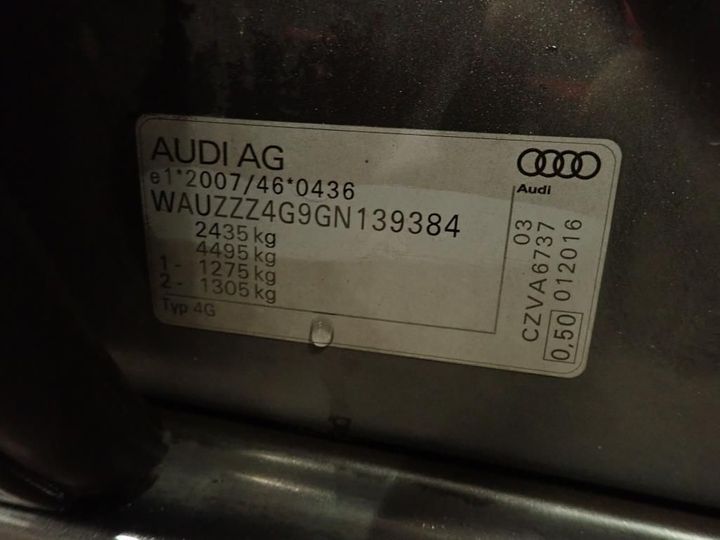 AUDI AG
e1*2007/46*0436
WAUZZZ4G9GN139384
2435 kg
4495 kg
1- 1275 kg
2- 1305 kg
Typ 4G
Audi
03
CZVA6737
0,50 012016